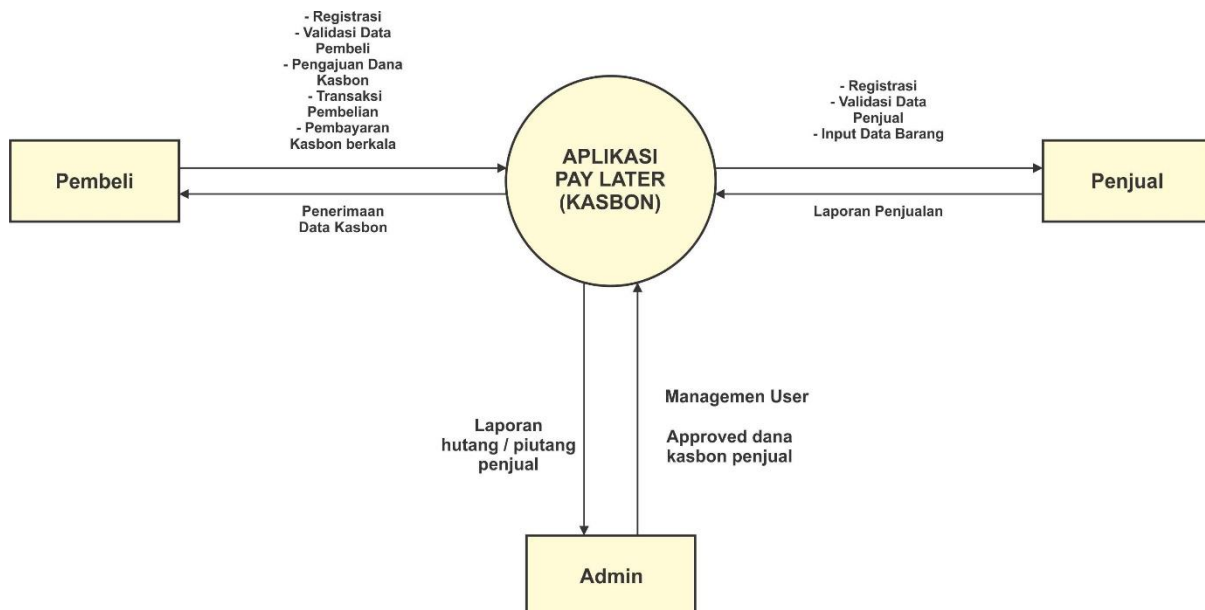 - Registrasi
- Validasi Data
Pembeli
- Pengajuan Dana
Kasbon
- Transaksi
Pembelian
- Pembayaran
Kasbon berkala
- Registrasi
- Validasi Data
Penjual
- Input Data Barang
Pembeli
APLIKASI
PAY LATER
(KASBON)
Penjual
Penerimaan
Data Kasbon
Laporan Penjualan
Laporan
hutang / piutang
penjual
Managemen User
Approved dana
kasbon penjual
Admin